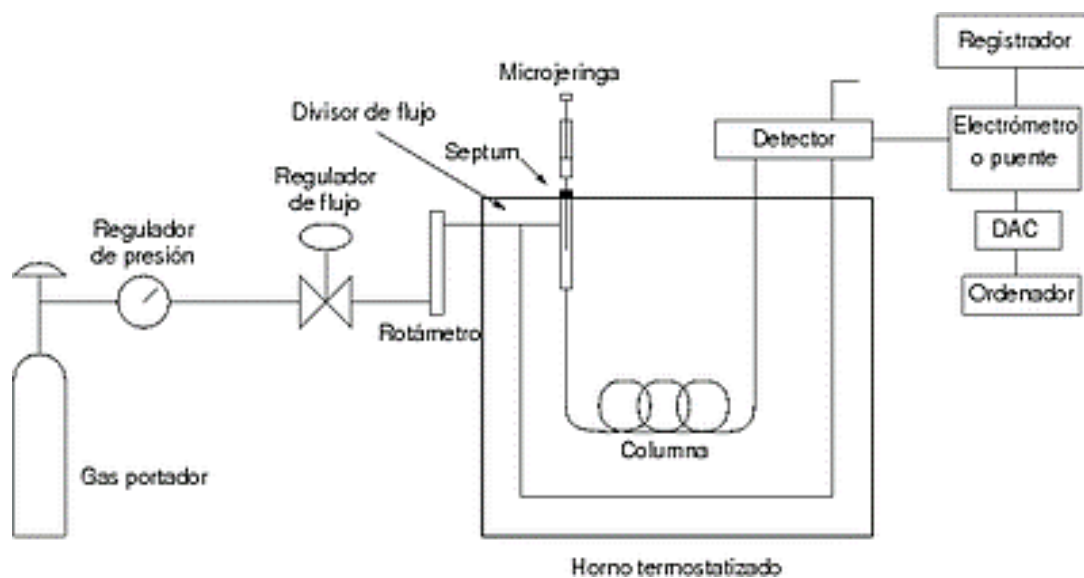 Registrador
Microjeringa
Divisor de flujo
Septum
Detector
Electrómetro
o puente
Regulador
de flujo
Regulador
de presión
DAC
Ordenador
Rotámetro
Columna
Gas portador
Horno termostatizado